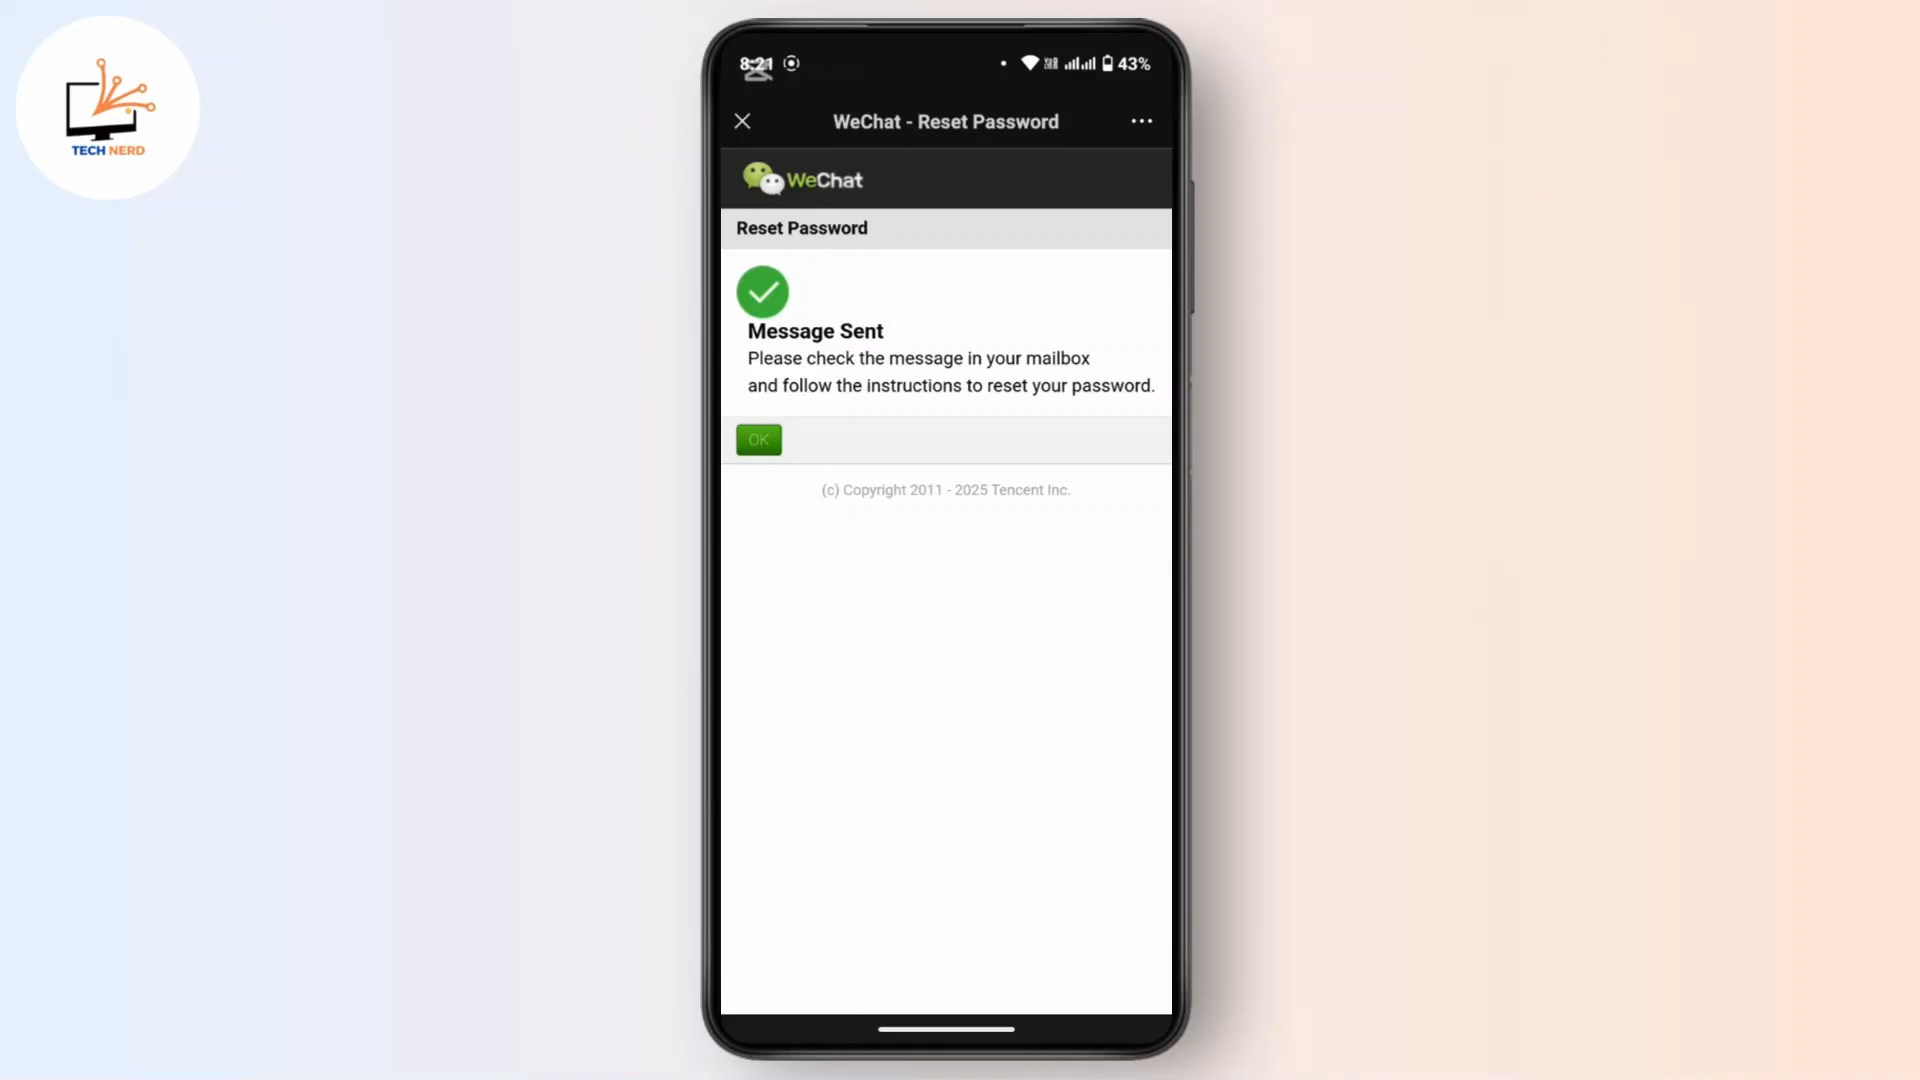 TECH NERD
8:21
43%
WeChat - Reset Password
WeChat
Reset Password
Message Sent
Please check the message in your mailbox
and follow the instructions to reset your password.
OK
(c) Copyright 2011 - 2025 Tencent Inc.